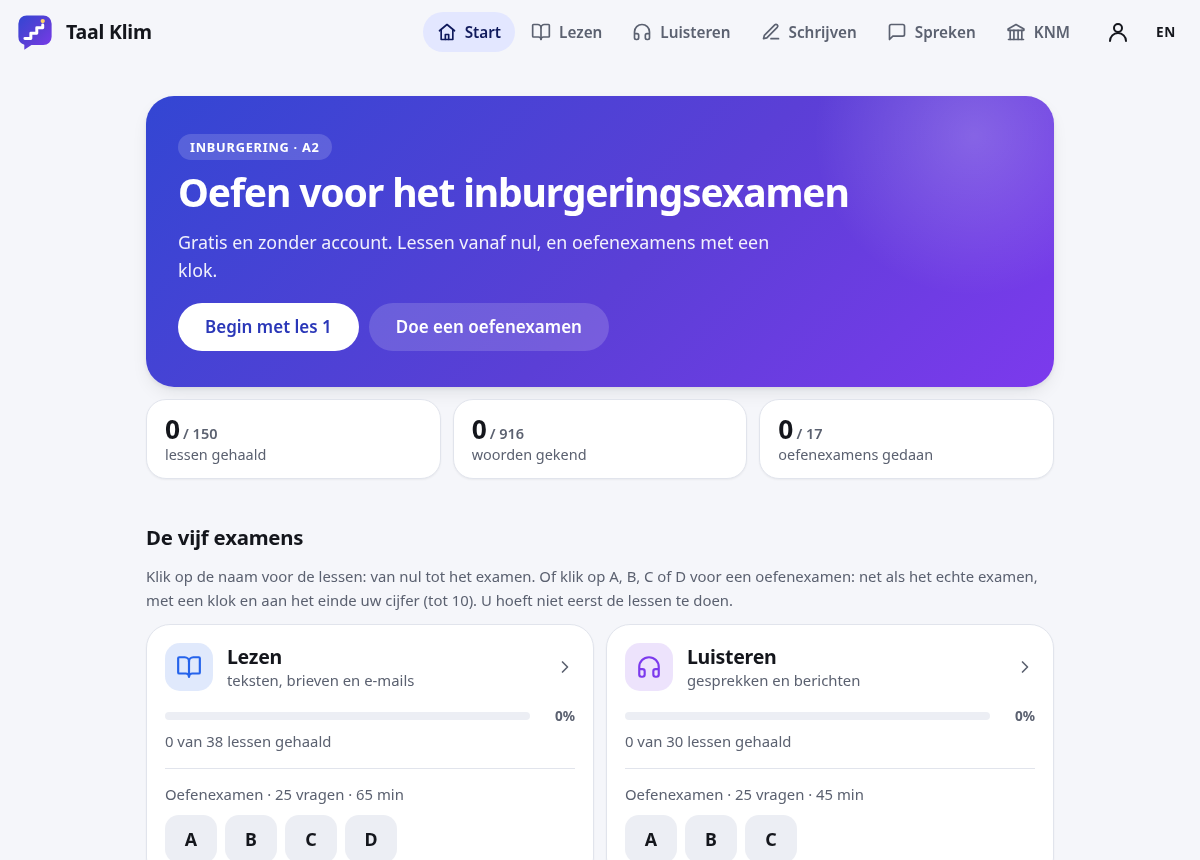 Taal Klim
Start
Lezen
Luisteren
Schrijven
Spreken
KNM
EN
INBURGERING · A2
Oefen voor het inburgeringsexamen
Gratis en zonder account. Lessen vanaf nul, en oefenexamens met een
klok.
Begin met les 1
Doe een oefenexamen
0 / 150
lessen gehaald
0 / 916
woorden gekend
0 / 17
oefenexamens gedaan
De vijf examens
Klik op de naam voor de lessen: van nul tot het examen. Of klik op A, B, C of D voor een oefenexamen: net als het echte examen,
met een klok en aan het einde uw cijfer (tot 10). U hoeft niet eerst de lessen te doen.
Lezen
teksten, brieven en e-mails
0%
0 van 38 lessen gehaald
Oefenexamen · 25 vragen · 65 min
A B C D
Luisteren
gesprekken en berichten
0%
0 van 30 lessen gehaald
Oefenexamen · 25 vragen · 45 min
A B C